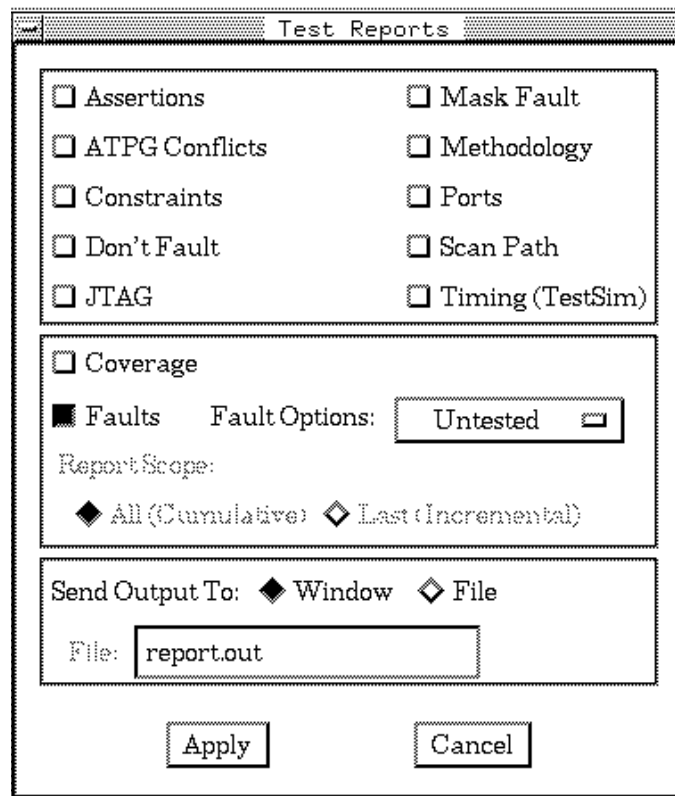 Test Reports
Assertions Mask Fault
ATPG Conflicts Methodology
Constraints Ports
Don't Fault Scan Path
JTAG Timing (TestSim)
Coverage
Faults Fault Options: Untested
Report Scope:
All (Cumulative) Last (Incremental)
Send Output To: Window File
File: report.out
Apply Cancel